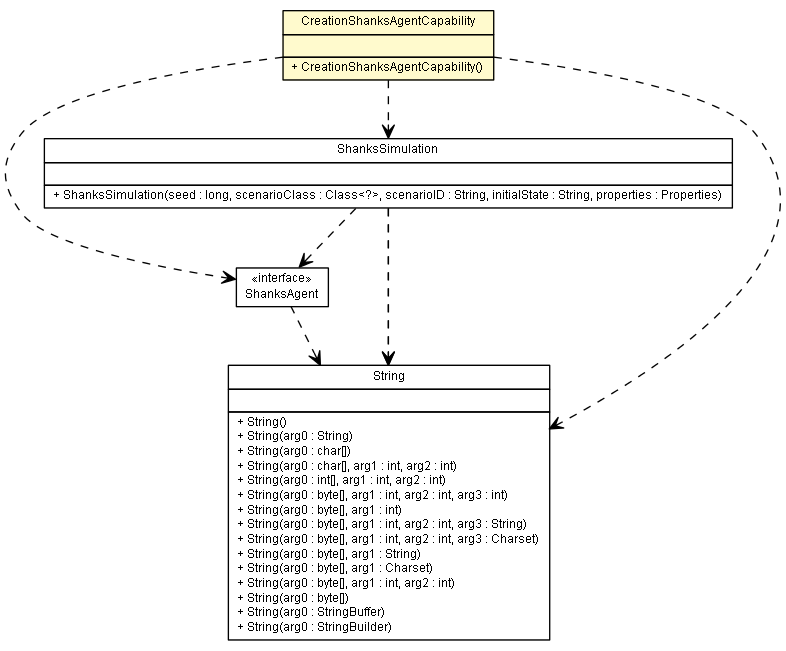 CreationShanksAgentCapability
+ CreationShanksAgentCapability()
ShanksSimulation
+ ShanksSimulation(seed : long, scenarioClass : Class<?>, scenarioID : String, initialState : String, properties : Properties)
«interface»
ShanksAgent
String
+ String()
+ String(arg0 : String)
+ String(arg0 : char[])
+ String(arg0 : char[], arg1 : int, arg2 : int)
+ String(arg0 : int[], arg1 : int, arg2 : int)
+ String(arg0 : byte[], arg1 : int, arg2 : int, arg3 : int)
+ String(arg0 : byte[], arg1 : int)
+ String(arg0 : byte[], arg1 : int, arg2 : int, arg3 : String)
+ String(arg0 : byte[], arg1 : int, arg2 : int, arg3 : Charset)
+ String(arg0 : byte[], arg1 : String)
+ String(arg0 : byte[], arg1 : Charset)
+ String(arg0 : byte[], arg1 : int, arg2 : int)
+ String(arg0 : byte[])
+ String(arg0 : StringBuffer)
+ String(arg0 : StringBuilder)